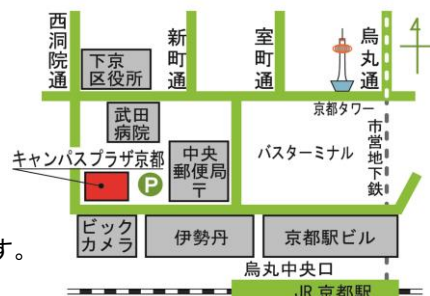 西洞院通
新町通
室町通
烏丸通
4
下京
区役所
京都タワー
武田
病院
市営地下鉄
キャンパスプラザ京都
P
中央
郵便局
〒
バスターミナル
ビック
カメラ
伊勢丹
京都駅ビル
す。
烏丸中央口
JR 京都駅